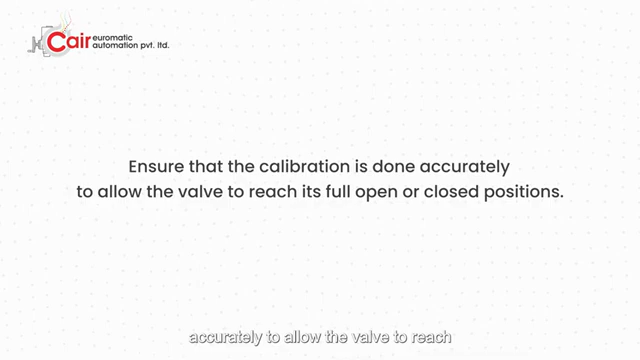 Cair euromatic
automation pvt. ltd.
Ensure that the calibration is done accurately
to allow the valve to reach its full open or closed positions.
accurately to allow the valve to reach